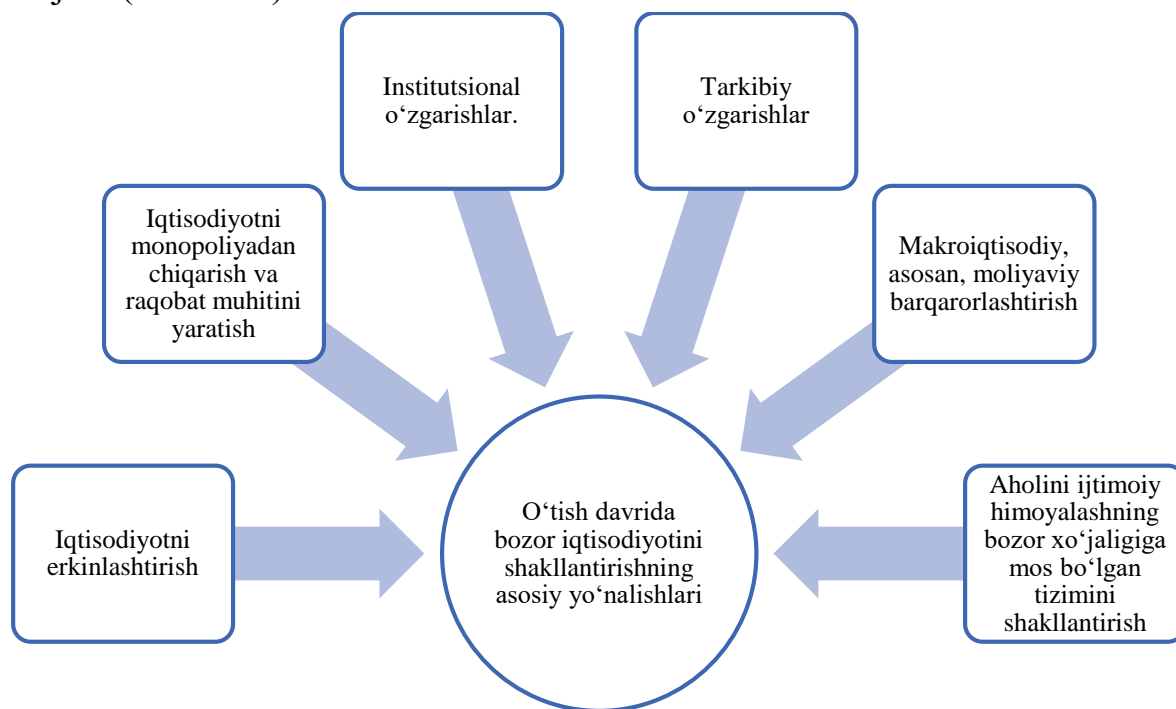 Institutsional
o‘zgarishlar.
Tarkibiy
o‘zgarishlar
Iqtisodiyotni
monopoliyadan
chiqarish va
raqobat muhitini
yaratish
Makroiqtisodiy,
asosan, moliyaviy
barqarorlashtirish
Iqtisodiyotni
erkinlashtirish
O‘tish davrida
bozor iqtisodiyotini
shakllantirishning
asosiy yo‘nalishlari
Aholini ijtimoiy
himoyalashning
bozor xo‘jaligiga
mos bo‘lgan
tizimini
shakllantirish